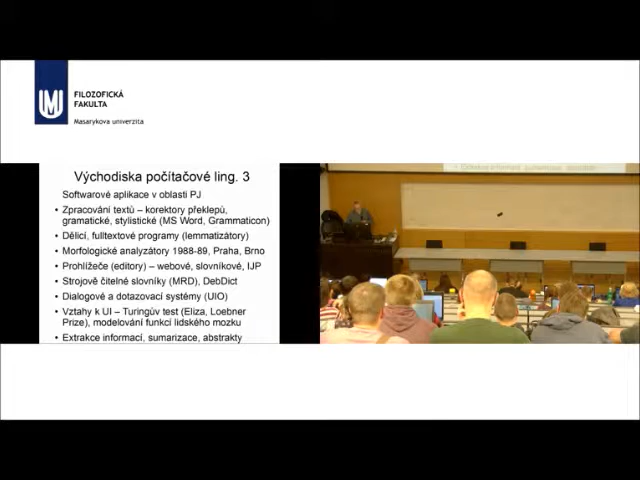 FILOZOFICKÁ
FAKULTA
Masarykova univerzita
Východiska počítačové ling. 3
Softwarové aplikace v oblasti PJ
• Zpracování textů – korektory překlepů,
gramatické, stylistické (MS Word, Grammaticon)
• Dělicí, fulltextové programy (lemmatizátory)
• Morfologické analyzátory 1988-89, Praha, Brno
• Prohlížeče (editory) – webové, slovníkové, IJP
• Strojově čitelné slovníky (MRD), DebDict
• Dialogové a dotazovací systémy (UIO)
• Vztahy k UI – Turingův test (Eliza, Loebner
Prize), modelování funkcí lidského mozku
• Extrakce informací, sumarizace, abstrakty